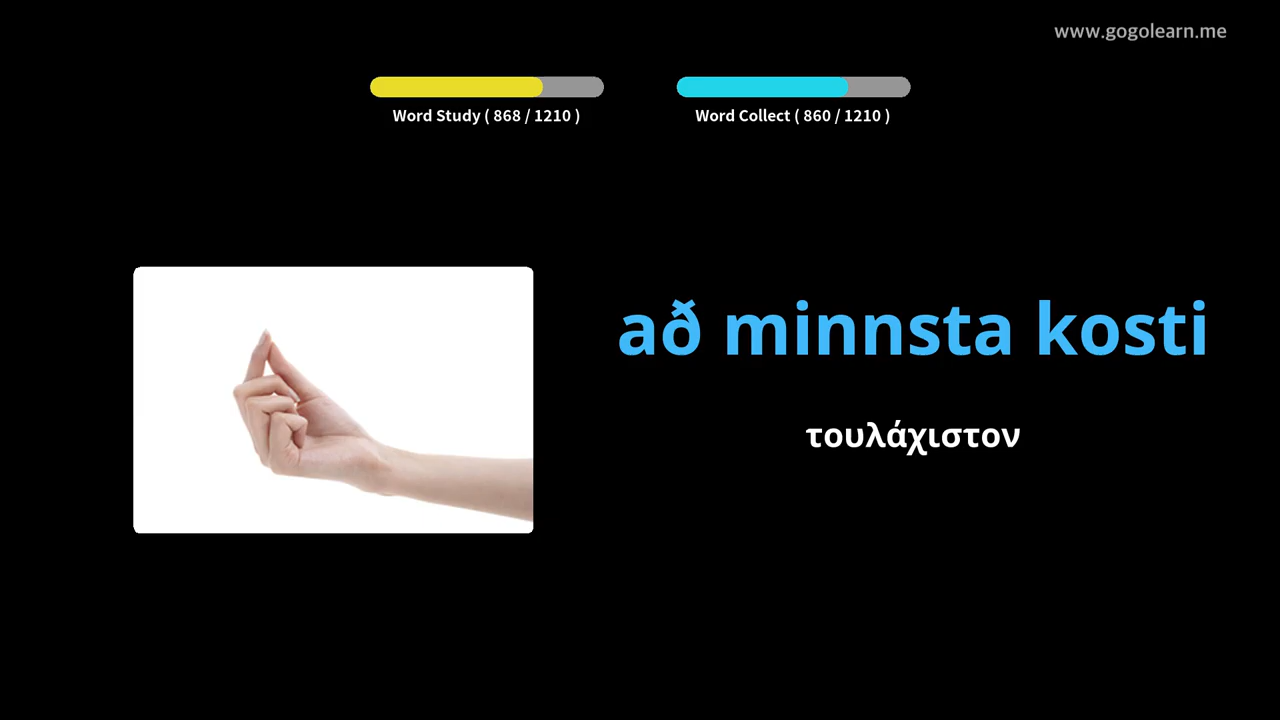 www.gogolearn.me
Word Study ( 868 / 1210 )
Word Collect ( 860 / 1210 )
að minnsta kosti
τουλάχιστον